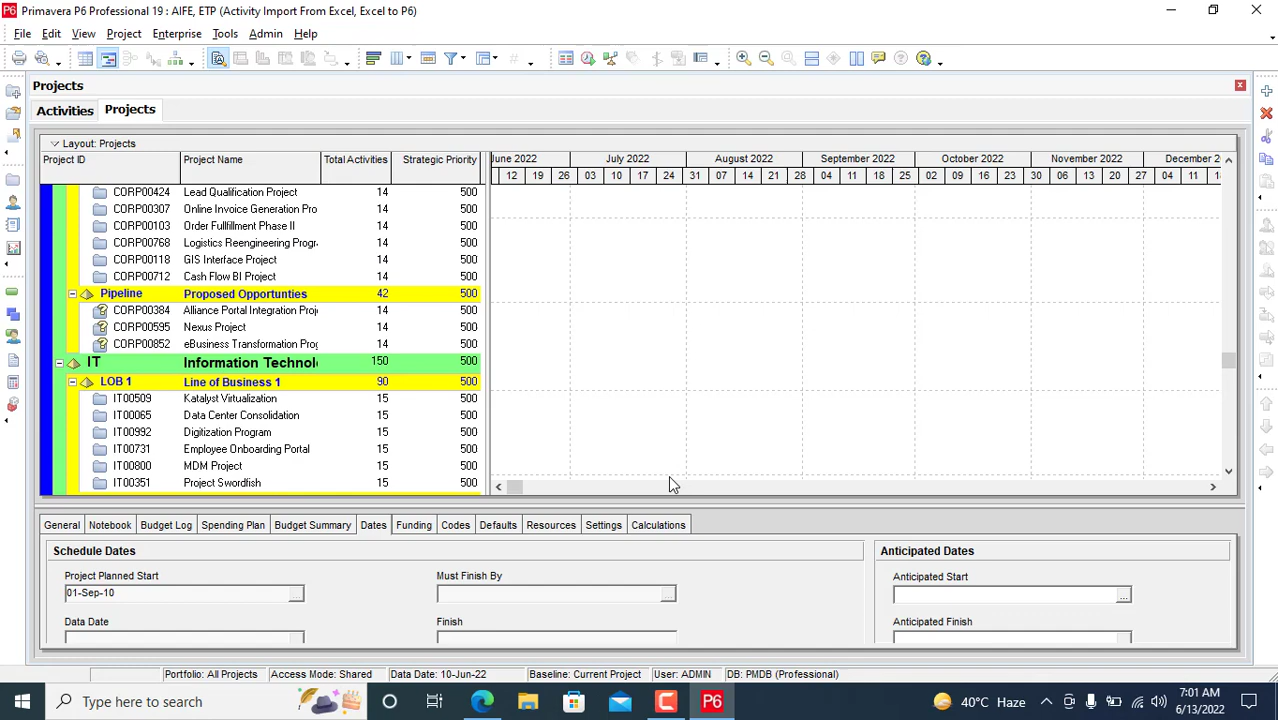 Primavera P6 Professional 19 : AIFE, ETP (Activity Import From Excel, Excel to P6)
File Edit View Project Enterprise Tools Admin Help
Projects
Activities Projects
Layout: Projects
Project ID Project Name Total Activities Strategic Priority
June 2022 July 2022 August 2022 September 2022 October 2022 November 2022 December 2
12 19 26 03 10 17 24 31 07 14 21 28 04 11 18 25 02 09 16 23 30 06 13 20 27 04 11
CORP00424 Lead Qualification Project 14 500
CORP00307 Online Invoice Generation Pro 14 500
CORP00103 Order Fullfillment Phase II 14 500
CORP00768 Logistics Reengineering Progr 14 500
CORP00118 GIS Interface Project 14 500
CORP00712 Cash Flow BI Project 14 500
Pipeline Proposed Opportunties 42 500
CORP00384 Alliance Portal Integration Proj 14 500
CORP00595 Nexus Project 14 500
CORP00852 eBusiness Transformation Proj 14 500
IT Information Technol 150 500
LOB 1 Line of Business 1 90 500
IT00509 Katalyst Virtualization 15 500
IT00065 Data Center Consolidation 15 500
IT00992 Digitization Program 15 500
IT00731 Employee Onboarding Portal 15 500
IT00800 MDM Project 15 500
IT00351 Project Swordfish 15 500
General Notebook Budget Log Spending Plan Budget Summary Dates Funding Codes Defaults Resources Settings Calculations
Schedule Dates Anticipated Dates
Project Planned Start Must Finish By Anticipated Start
01-Sep-10
Data Date Finish Anticipated Finish
Portfolio: All Projects Access Mode: Shared Data Date: 10-Jun-22 Baseline: Current Project User: ADMIN DB: PMDB (Professional)
Type here to search
P6
40°C Haze
7:01 AM
6/13/2022